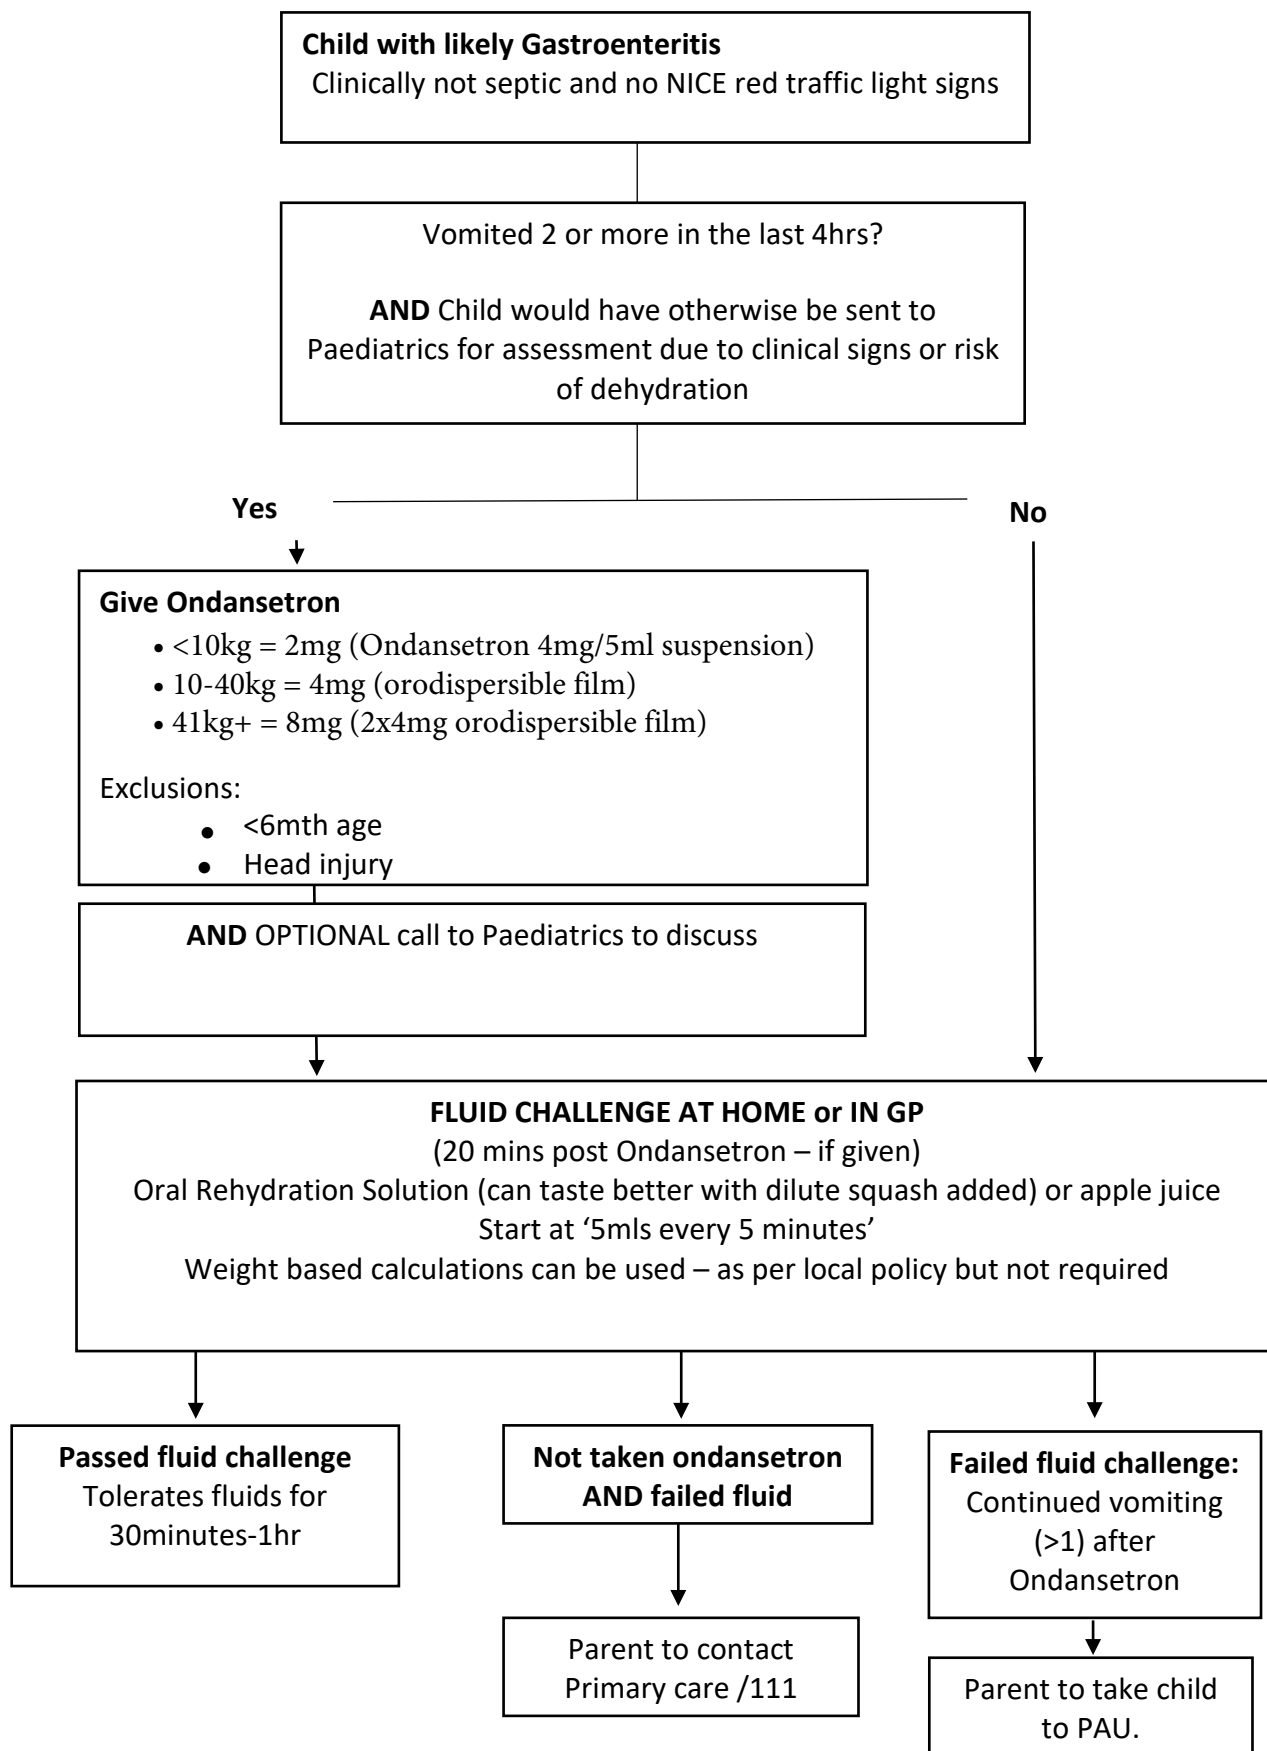 Child with likely Gastroenteritis
Clinically not septic and no NICE red traffic light signs
Vomited 2 or more in the last 4hrs?
AND Child would have otherwise be sent to
Paediatrics for assessment due to clinical signs or risk
of dehydration
Yes
No
Give Ondansetron
• <10kg = 2mg (Ondansetron 4mg/5ml suspension)
• 10-40kg = 4mg (orodispersible film)
• 41kg+ = 8mg (2x4mg orodispersible film)
Exclusions:
• <6mth age
• Head injury
AND OPTIONAL call to Paediatrics to discuss
FLUID CHALLENGE AT HOME or IN GP
(20 mins post Ondansetron – if given)
Oral Rehydration Solution (can taste better with dilute squash added) or apple juice
Start at ‘5mls every 5 minutes’
Weight based calculations can be used – as per local policy but not required
Passed fluid challenge
Tolerates fluids for
30minutes-1hr
Not taken ondansetron
AND failed fluid
Parent to contact
Primary care /111
Failed fluid challenge:
Continued vomiting
(>1) after
Ondansetron
Parent to take child
to PAU.